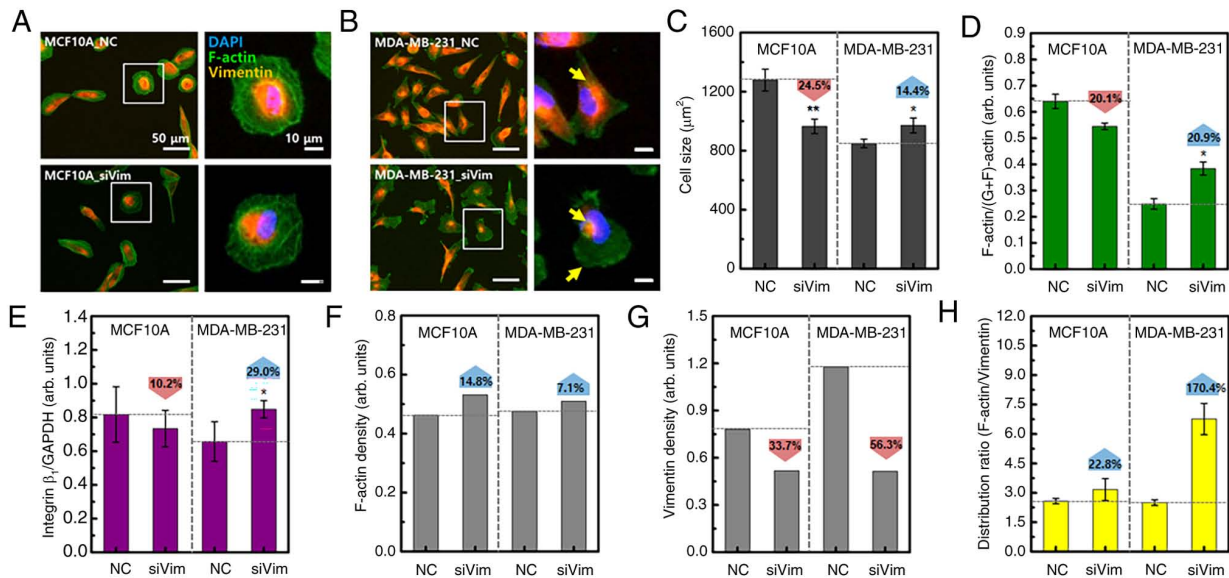 A
MCF10A_NC
DAPI
F-actin
Vimentin
50 μm
10 μm
MCF10A_siVim
B
MDA-MB-231_NC
MDA-MB-231_siVim
C
Cell size (μm²)
1600
1200
800
400
0
MCF10A
MDA-MB-231
24.5%
**
14.4%
*
NC
siVim
NC
siVim
D
F-actin/(G+F)-actin (arb. units)
0.9
0.8
0.6
0.5
0.3
0.2
0.0
MCF10A
MDA-MB-231
20.1%
20.9%
*
NC
siVim
NC
siVim
E
Integrin β₁/GAPDH (arb. units)
1.4
1.2
1.0
0.8
0.6
0.4
0.2
0.0
MCF10A
MDA-MB-231
10.2%
29.0%
*
NC
siVim
NC
siVim
F
F-actin density (arb. units)
0.8
0.6
0.4
0.2
0.0
MCF10A
MDA-MB-231
14.8%
7.1%
NC
siVim
NC
siVim
G
Vimentin density (arb. units)
1.5
1.2
0.9
0.6
0.3
0.0
MCF10A
MDA-MB-231
33.7%
56.3%
NC
siVim
NC
siVim
H
Distribution ratio (F-actin/Vimentin)
12.0
10.5
9.0
7.5
6.0
4.5
3.0
1.5
0.0
MCF10A
MDA-MB-231
22.8%
170.4%
NC
siVim
NC
siVim